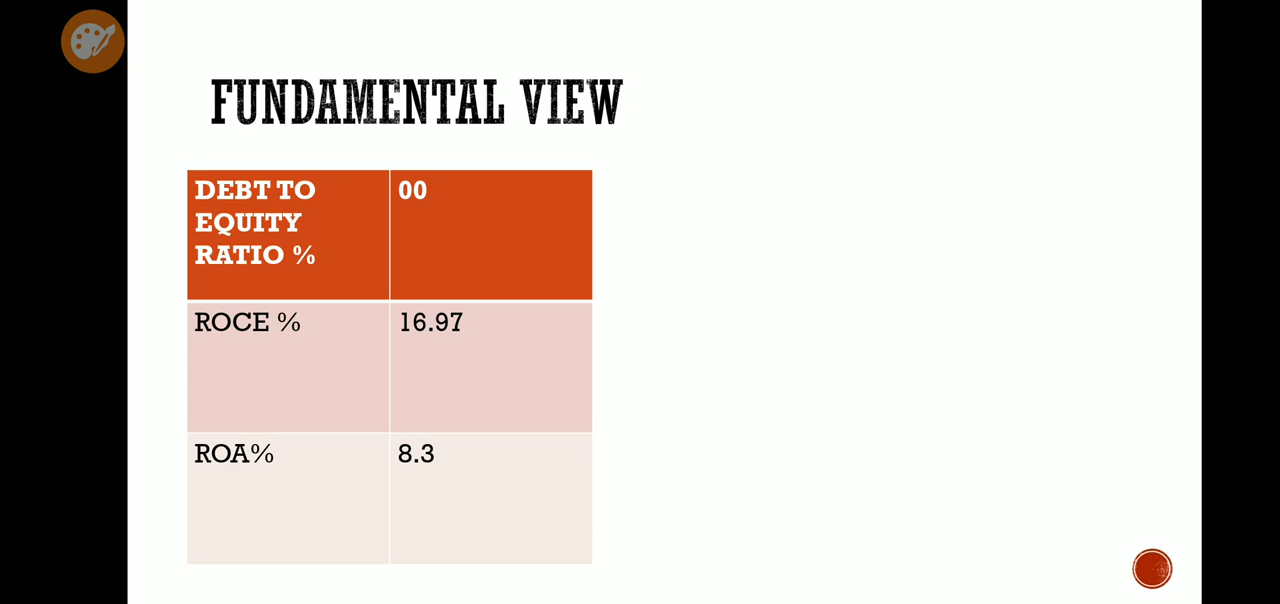 FUNDAMENTAL VIEW
DEBT TO 00
EQUITY
RATIO %
ROCE % 16.97
ROA% 8.3